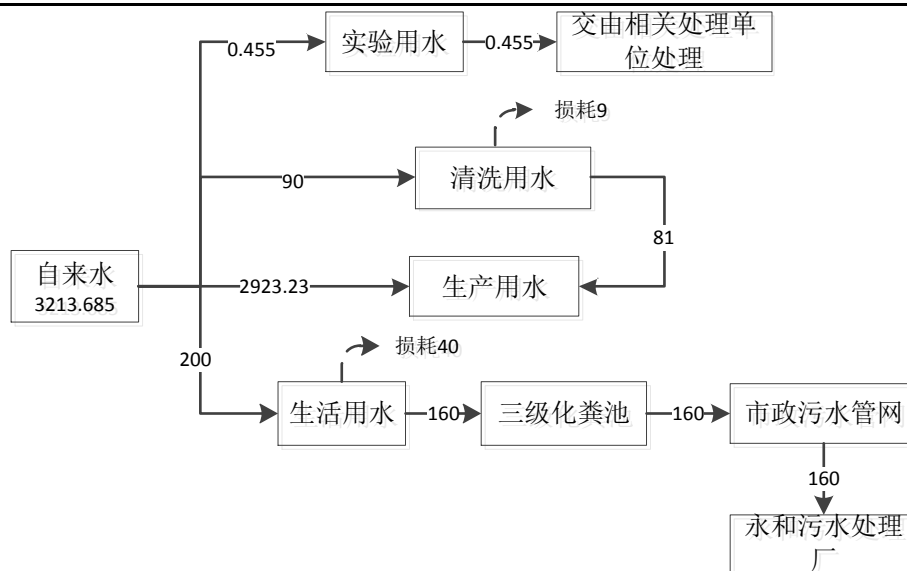 0.455
实验用水
0.455
交由相关处理单
位处理
损耗9
90
清洗用水
81
自来水
3213.685
2923.23
生产用水
200
损耗40
生活用水
160
三级化粪池
160
市政污水管网
160
永和污水处理
厂